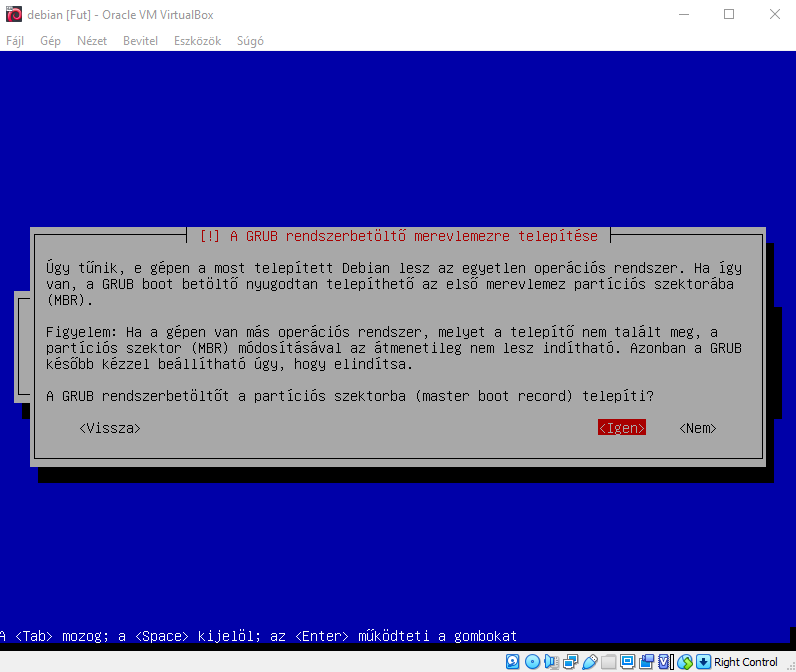 debian [Fut] - Oracle VM VirtualBox
Fájl Gép Nézet Bevitel Eszközök Súgó
[!] A GRUB rendszerbetöltő merevlemezre telepítése
Úgy tűnik, e gépen a most telepített Debian lesz az egyetlen operációs rendszer. Ha így
van, a GRUB boot betöltő nyugodtan telepíthető az első merevlemez partíciós szektorába
(MBR).
Figyelem: Ha a gépen van más operációs rendszer, melyet a telepítő nem talált meg, a
partíciós szektor (MBR) módosításával az átmenetileg nem lesz indítható. Azonban a GRUB
később kézzel beállítható úgy, hogy elindítsa.
A GRUB rendszerbetöltőt a partíciós szektorba (master boot record) telepíti?
<Vissza> <Igen> <Nem>
A <Tab> mozog; a <Space> kijelöl; az <Enter> működteti a gombokat
Right Control